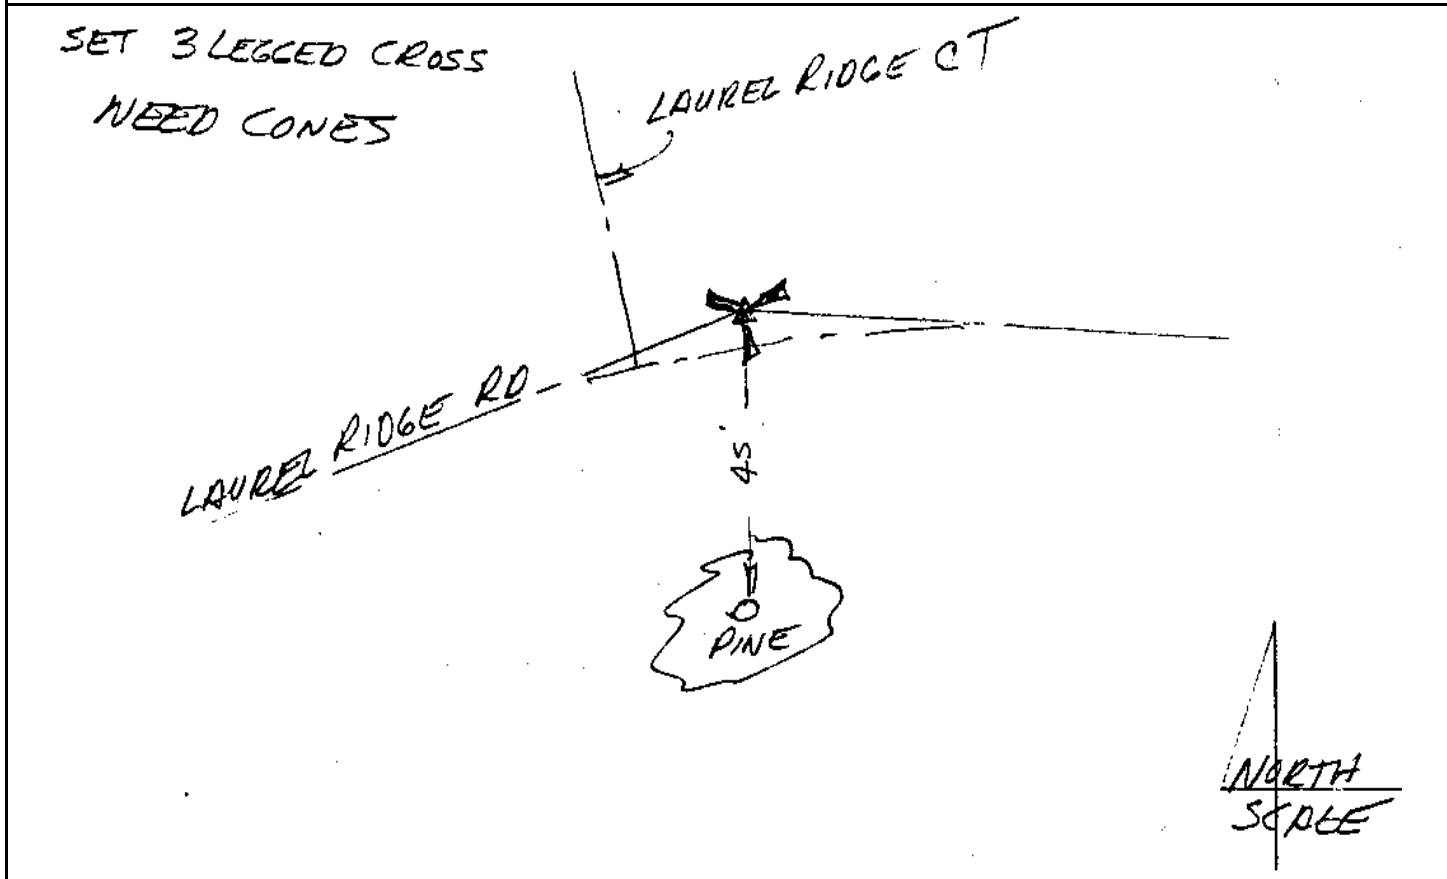 SET 3 LEGGED CROSS
NEED CONES
LAUREL RIDGE CT
LAUREL RIDGE RD
45
PINE
NORTH
SCALE